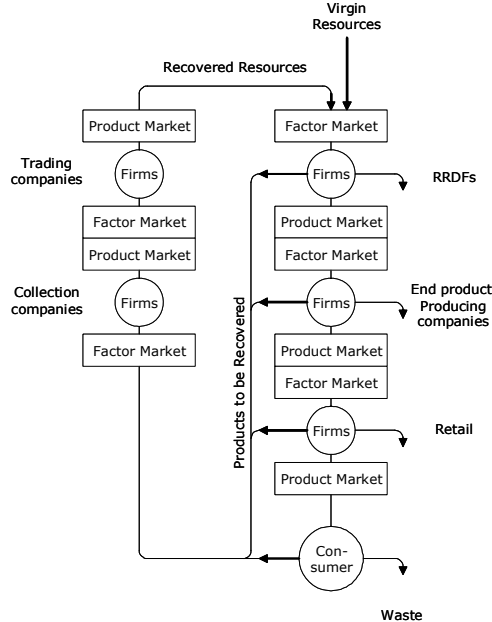 Virgin
Resources
Recovered Resources
Product Market
Factor Market
Trading
companies
Firms
Firms
RRDFs
Factor Market
Product Market
Product Market
Factor Market
Collection
companies
Firms
Firms
End product
Producing
companies
Factor Market
Product Market
Factor Market
Products to be Recovered
Firms
Retail
Product Market
Con-
sumer
Waste